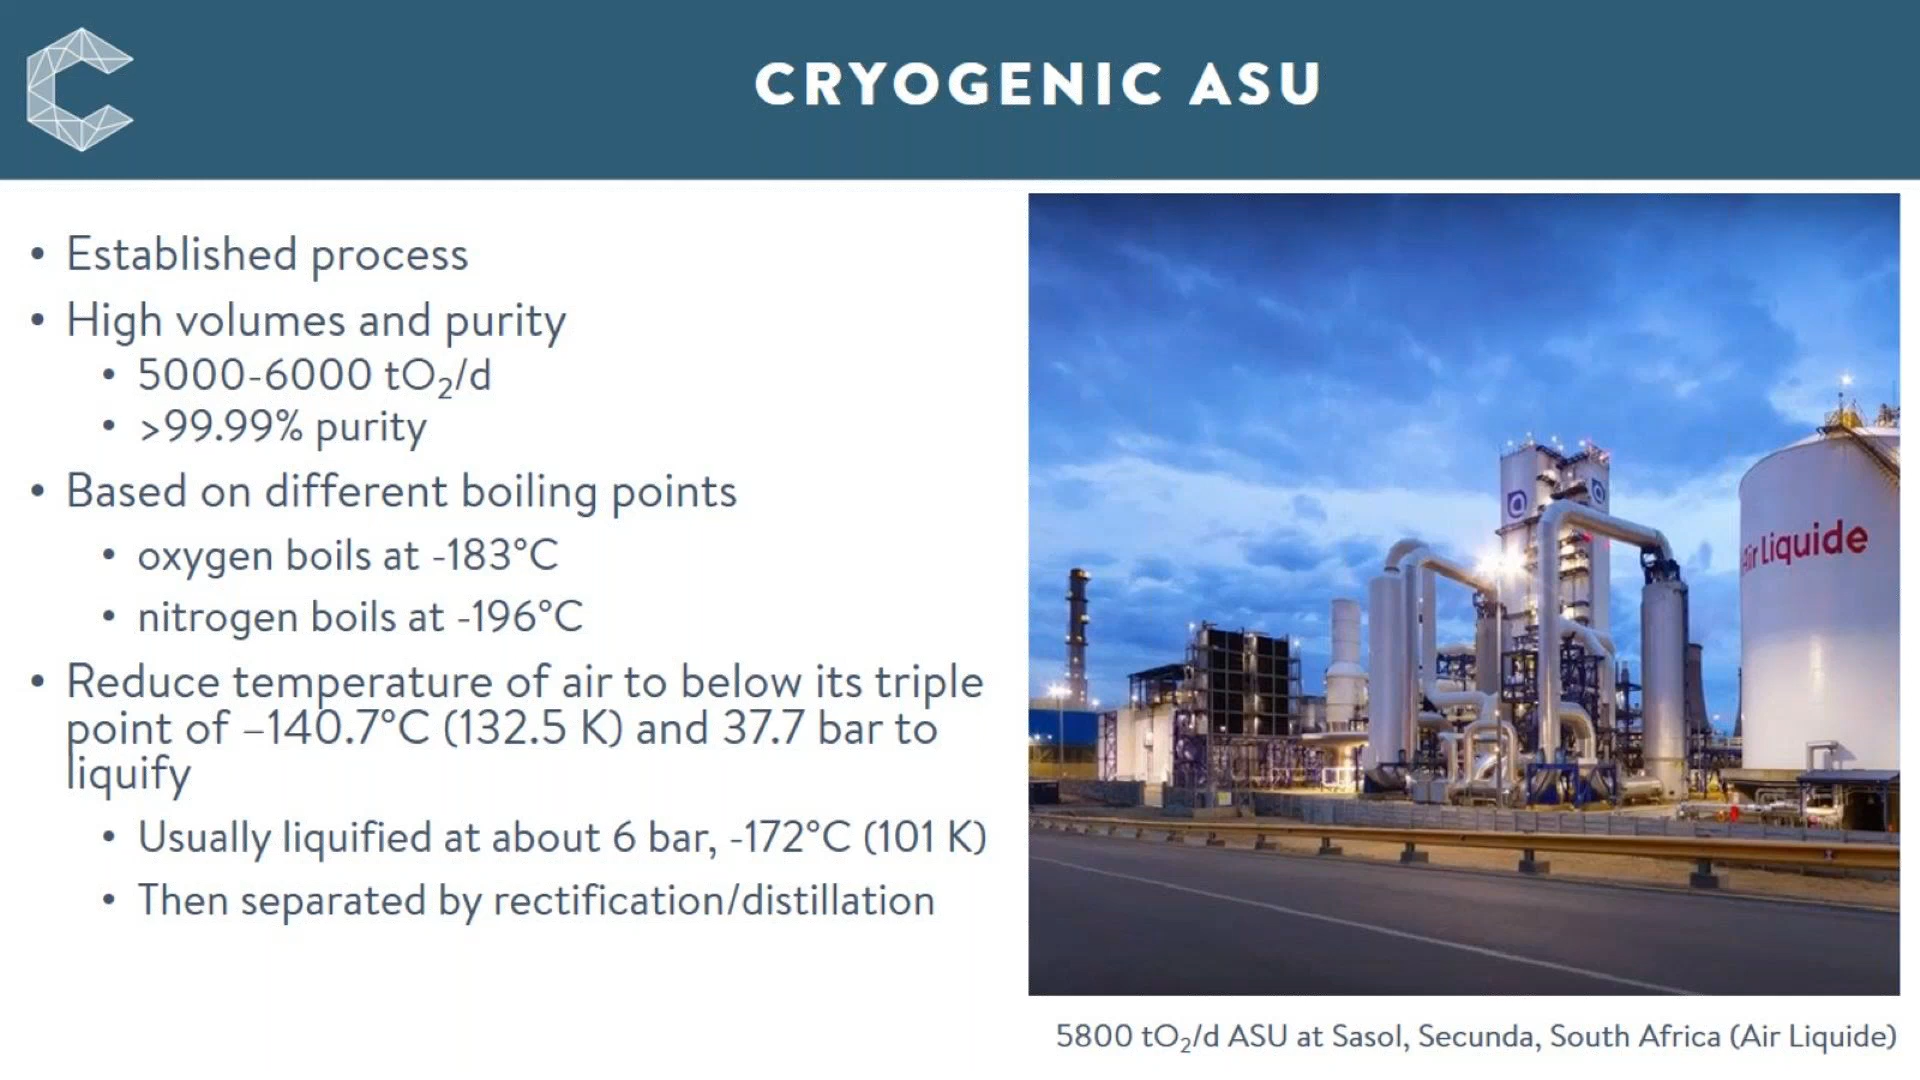 CRYOGENIC ASU
• Established process
• High volumes and purity
• 5000-6000 tO₂/d
• >99.99% purity
• Based on different boiling points
• oxygen boils at -183°C
• nitrogen boils at -196°C
• Reduce temperature of air to below its triple
point of –140.7°C (132.5 K) and 37.7 bar to
liquify
• Usually liquified at about 6 bar, -172°C (101 K)
• Then separated by rectification/distillation
Air Liquide
5800 tO₂/d ASU at Sasol, Secunda, South Africa (Air Liquide)